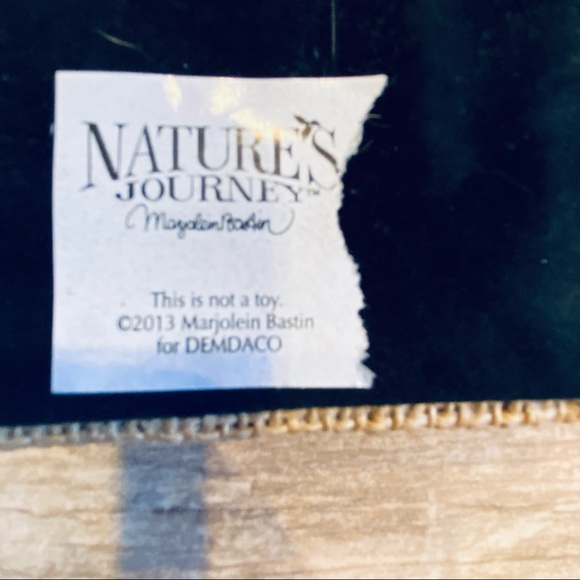 NATURE'S
JOURNEY™
Marjolein Bastin
This is not a toy.
©2013 Marjolein Bastin
for DEMDACO